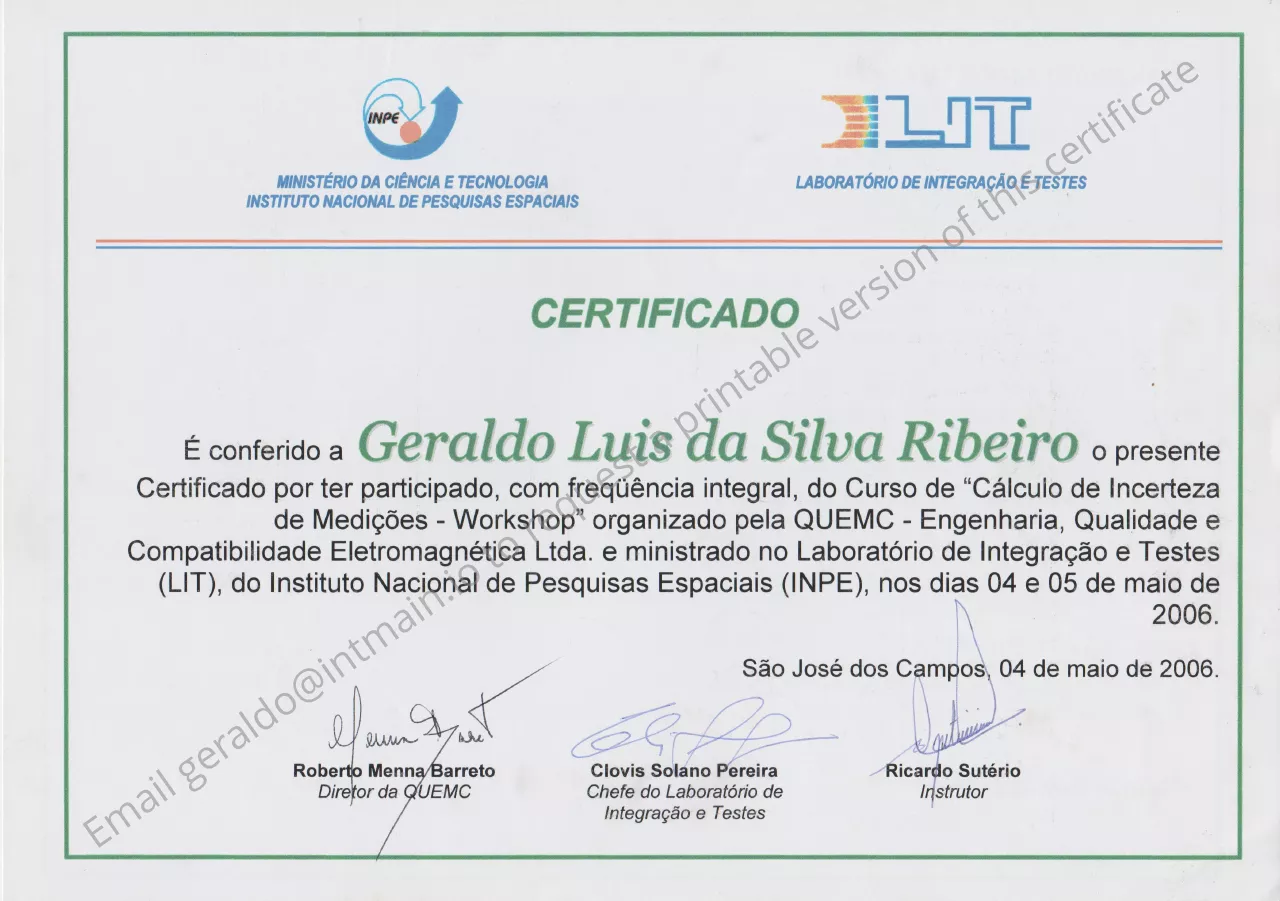 INPE
LIT
MINISTÉRIO DA CIÊNCIA E TECNOLOGIA
INSTITUTO NACIONAL DE PESQUISAS ESPACIAIS
LABORATÓRIO DE INTEGRAÇÃO E TESTES
CERTIFICADO
É conferido a Geraldo Luis da Silva Ribeiro o presente
Certificado por ter participado, com freqüência integral, do Curso de “Cálculo de Incerteza
de Medições - Workshop” organizado pela QUEMC - Engenharia, Qualidade e
Compatibilidade Eletromagnética Ltda. e ministrado no Laboratório de Integração e Testes
(LIT), do Instituto Nacional de Pesquisas Espaciais (INPE), nos dias 04 e 05 de maio de
2006.
São José dos Campos, 04 de maio de 2006.
Roberto Menna Barreto
Diretor da QUEMC
Clovis Solano Pereira
Chefe do Laboratório de
Integração e Testes
Ricardo Sutério
Instrutor
Email geraldo@intmain.io to request a printable version of this certificate